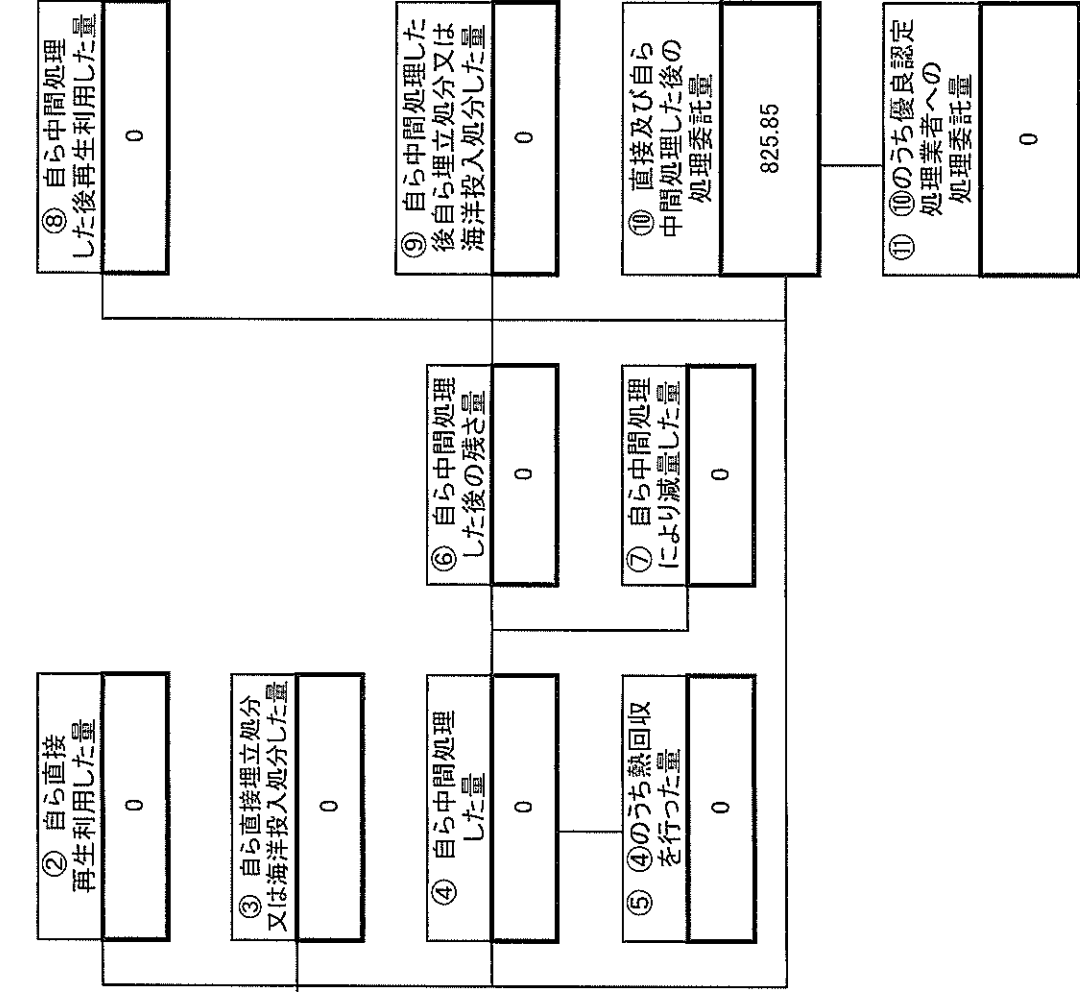 ② 自ら直接
再生利用した量
0
③ 自ら直接埋立処分
又は海洋投入処分した量
0
④ 自ら中間処理
した量
0
⑤ ④のうち熱回収
を行った量
0
⑥ 自ら中間処理
した後の残さ量
0
⑦ 自ら中間処理
により減量した量
0
⑧ 自ら中間処理
した後再生利用した量
0
⑨ 自ら中間処理した
後自ら埋立処分又は
海洋投入処分した量
0
⑩ 直接及び自ら
中間処理した後の
処理委託量
825.85
⑪ ⑩のうち優良認定
処理業者への
処理委託量
0